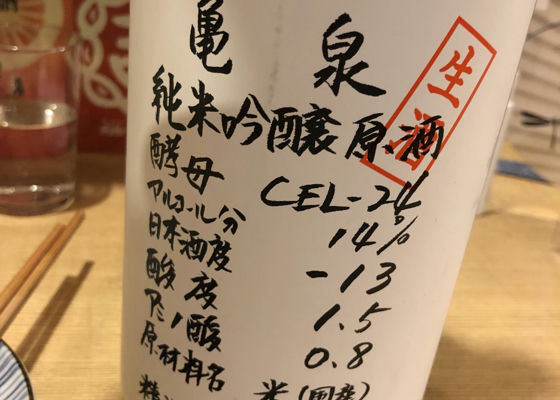 亀泉
生酒
純米吟醸原酒
酵母 CEL-24
アルコール分 14%
日本酒度 -13
酸度 1.5
アミノ酸 0.8
原材料名 米(国産)
精